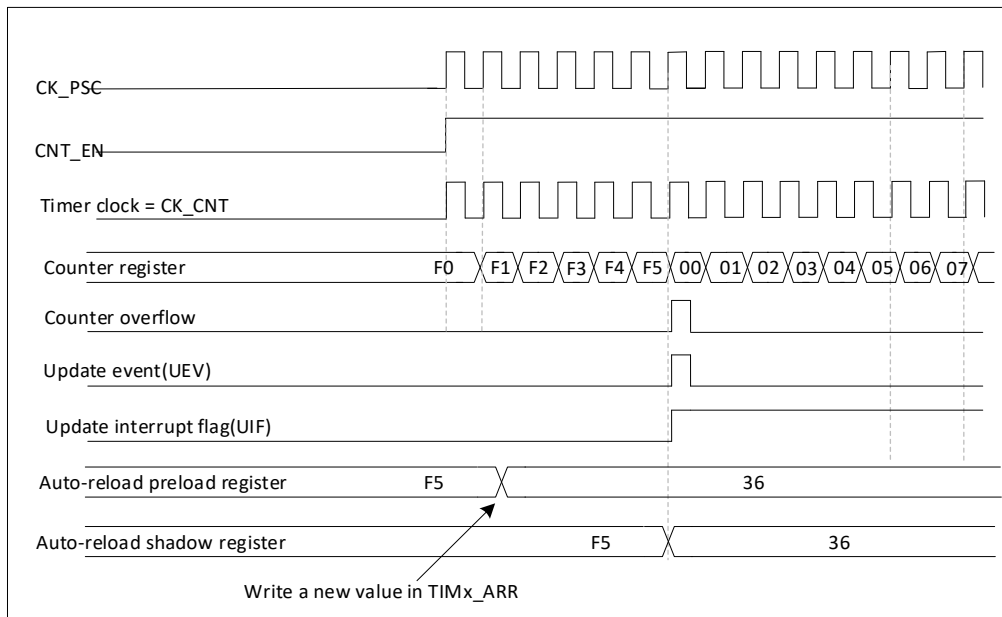 CK_PSC
CNT_EN
Timer clock = CK_CNT
Counter register F0 F1 F2 F3 F4 F5 00 01 02 03 04 05 06 07
Counter overflow
Update event(UEV)
Update interrupt flag(UIF)
Auto-reload preload register F5 36
Auto-reload shadow register F5 36
Write a new value in TIMx_ARR